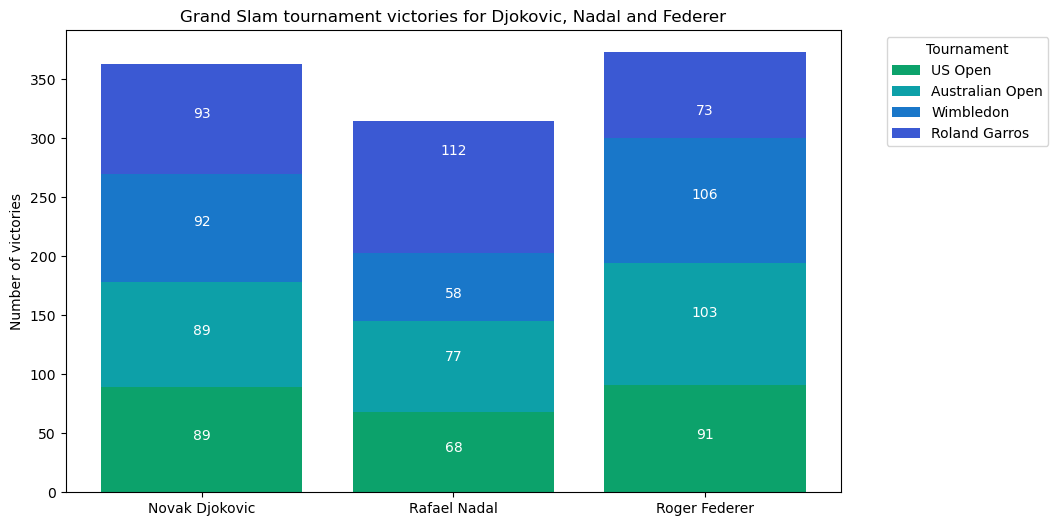 Grand Slam tournament victories for Djokovic, Nadal and Federer
Tournament
US Open
Australian Open
Wimbledon
Roland Garros
Number of victories
350
300
250
200
150
100
50
0
93
92
89
89
112
58
77
68
73
106
103
91
Novak Djokovic
Rafael Nadal
Roger Federer